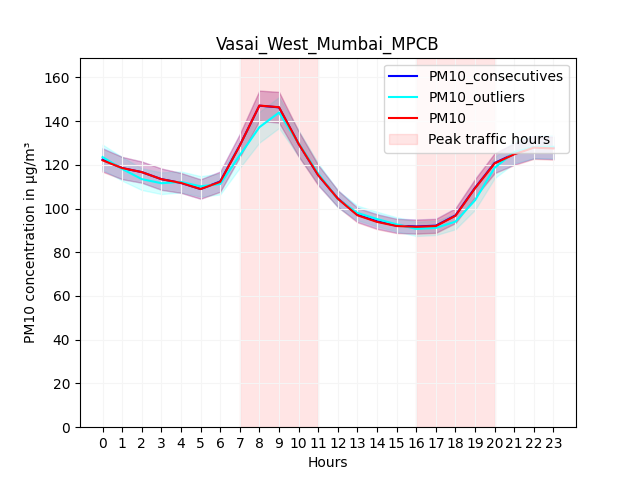 Vasai_West_Mumbai_MPCB
PM10_consecutives
PM10_outliers
PM10
Peak traffic hours
PM10 concentration in µg/m³
160
140
120
100
80
60
40
20
0
0 1 2 3 4 5 6 7 8 9 10 11 12 13 14 15 16 17 18 19 20 21 22 23
Hours